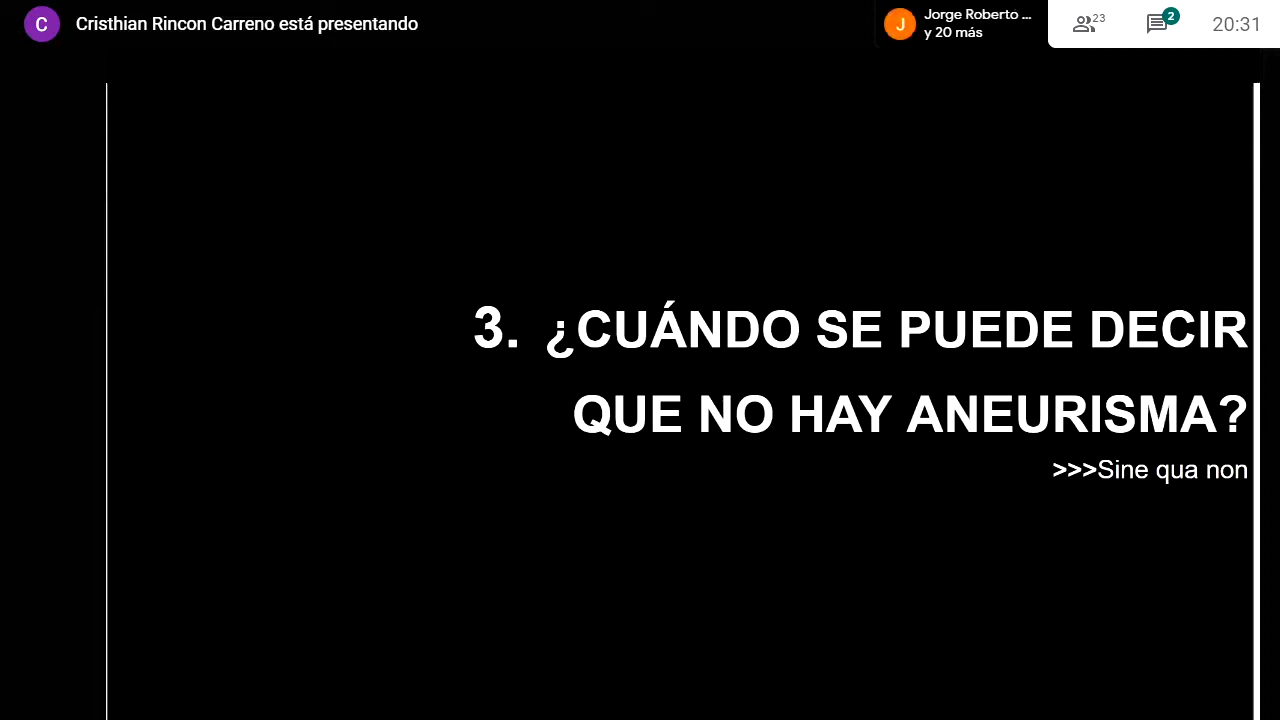 C Cristhian Rincon Carreno está presentando
J Jorge Roberto ...
y 20 más
23
2
20:31
3. ¿CUÁNDO SE PUEDE DECIR
QUE NO HAY ANEURISMA?
>>>Sine qua non